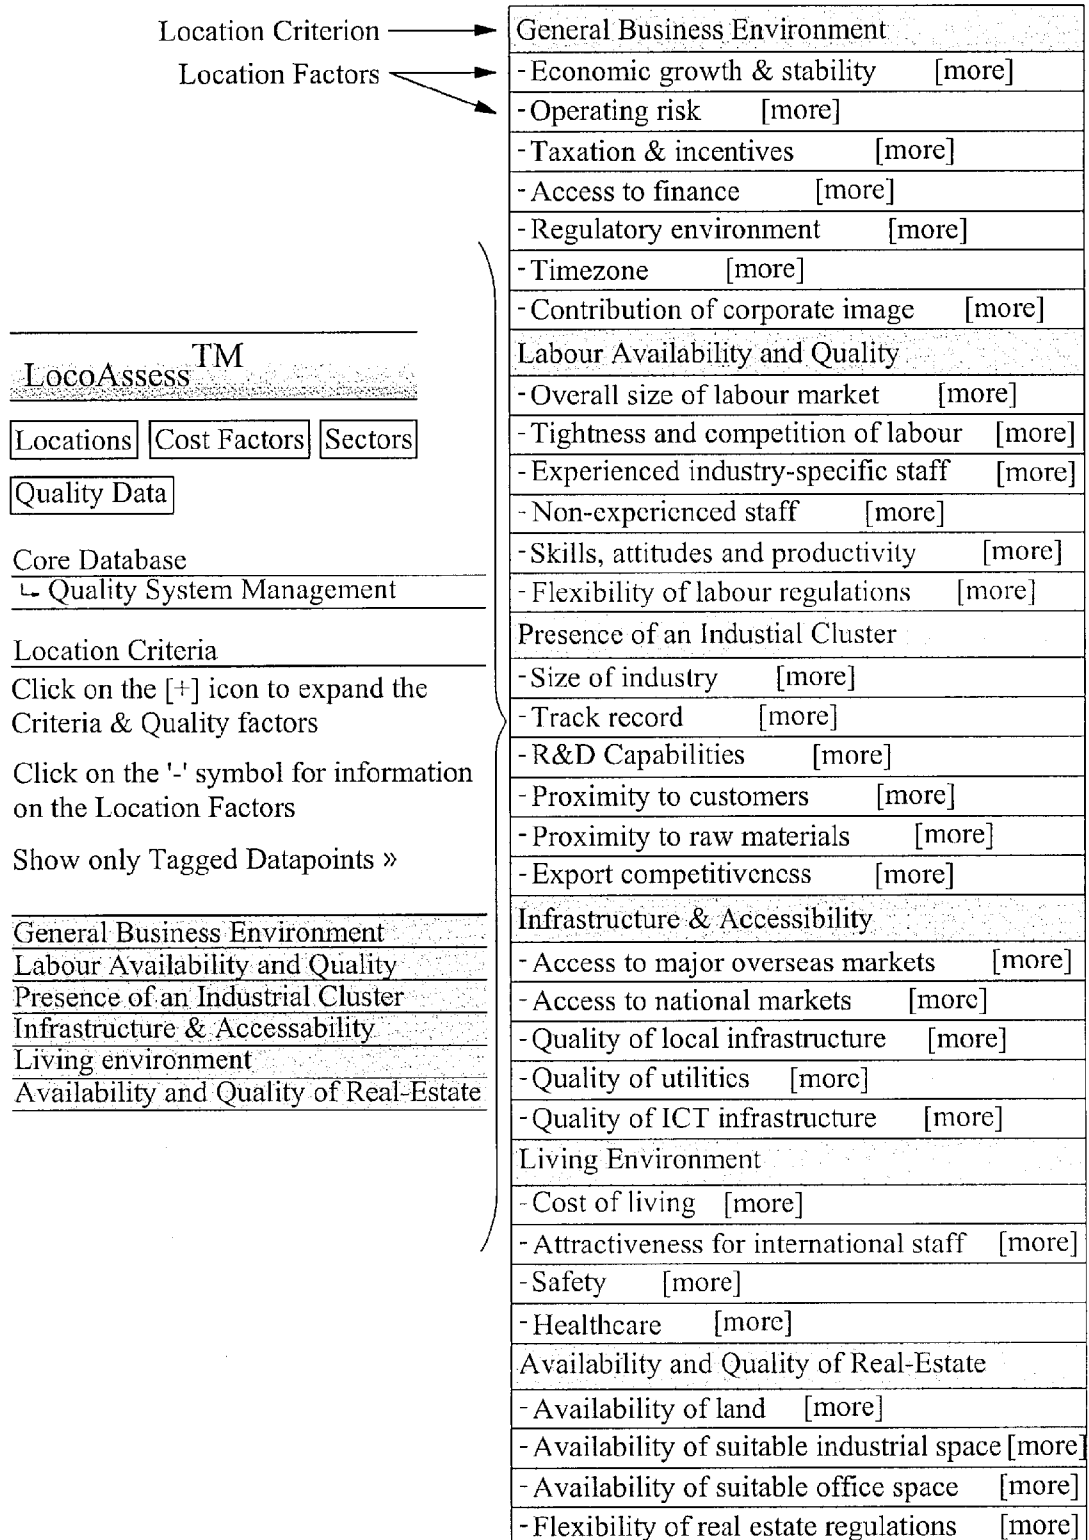 Location Criterion
Location Factors
LocoAssess™
Locations Cost Factors Sectors
Quality Data
Core Database
↳ Quality System Management
Location Criteria
Click on the [+] icon to expand the
Criteria & Quality factors
Click on the '-' symbol for information
on the Location Factors
Show only Tagged Datapoints »
General Business Environment
Labour Availability and Quality
Presence of an Industrial Cluster
Infrastructure & Accessability
Living environment
Availability and Quality of Real-Estate
General Business Environment
- Economic growth & stability [more]
- Operating risk [more]
- Taxation & incentives [more]
- Access to finance [more]
- Regulatory environment [more]
- Timezone [more]
- Contribution of corporate image [more]
Labour Availability and Quality
- Overall size of labour market [more]
- Tightness and competition of labour [more]
- Experienced industry-specific staff [more]
- Non-experienced staff [more]
- Skills, attitudes and productivity [more]
- Flexibility of labour regulations [more]
Presence of an Industial Cluster
- Size of industry [more]
- Track record [more]
- R&D Capabilities [more]
- Proximity to customers [more]
- Proximity to raw materials [more]
- Export competitiveness [more]
Infrastructure & Accessibility
- Access to major overseas markets [more]
- Access to national markets [more]
- Quality of local infrastructure [more]
- Quality of utilities [more]
- Quality of ICT infrastructure [more]
Living Environment
- Cost of living [more]
- Attractiveness for international staff [more]
- Safety [more]
- Healthcare [more]
Availability and Quality of Real-Estate
- Availability of land [more]
- Availability of suitable industrial space [more]
- Availability of suitable office space [more]
- Flexibility of real estate regulations [more]